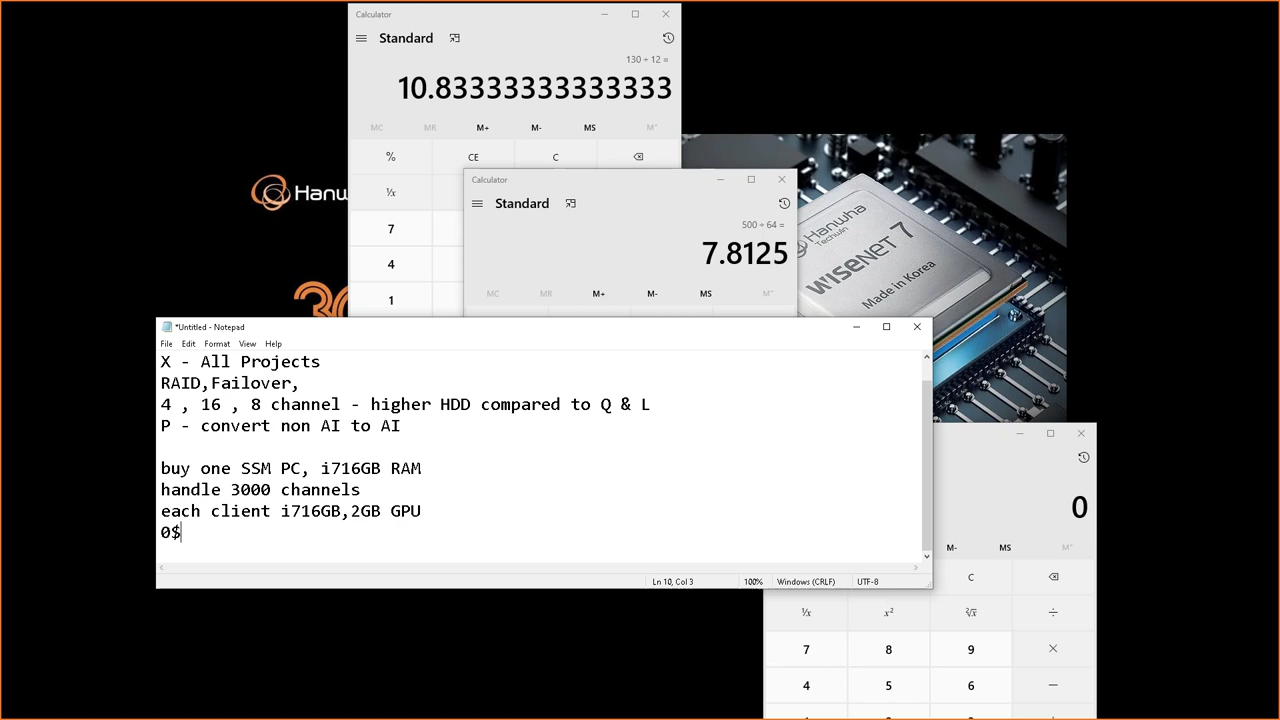 Calculator
Standard
130 ÷ 12 =
10.83333333333333
MC MR M+ M- MS M˅
% CE C
¹/x
7
4
1
Calculator
Standard
500 ÷ 64 =
7.8125
MC MR M+ M- MS M˅
Hanw
30
Hanwha
Techwin
WISENET 7
Made in Korea
*Untitled - Notepad
File Edit Format View Help
X - All Projects
RAID,Failover,
4 , 16 , 8 channel - higher HDD compared to Q & L
P - convert non AI to AI
buy one SSM PC, i716GB RAM
handle 3000 channels
each client i716GB,2GB GPU
0$
Ln 10, Col 3 100% Windows (CRLF) UTF-8
0
M- MS M˅
C
¹/x x² ²√x ÷
7 8 9 ×
4 5 6 −